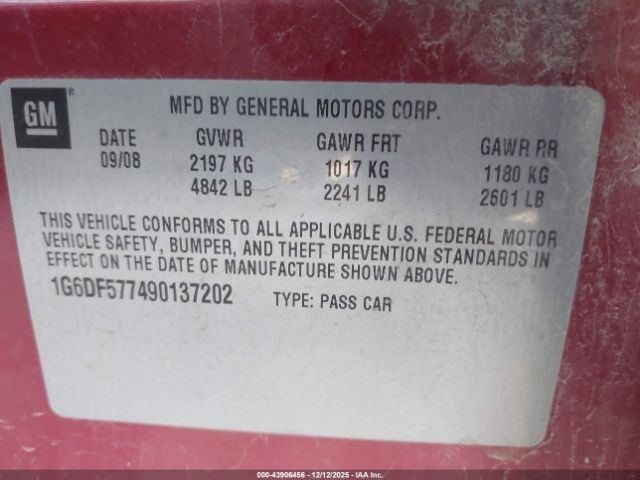 GM
MFD BY GENERAL MOTORS CORP.
DATE GVWR GAWR FRT GAWR RR
09/08 2197 KG 1017 KG 1180 KG
4842 LB 2241 LB 2601 LB
THIS VEHICLE CONFORMS TO ALL APPLICABLE U.S. FEDERAL MOTOR
VEHICLE SAFETY, BUMPER, AND THEFT PREVENTION STANDARDS IN
EFFECT ON THE DATE OF MANUFACTURE SHOWN ABOVE.
1G6DF577490137202 TYPE: PASS CAR
000-43906456 - 12/12/2025 - IAAI.COM